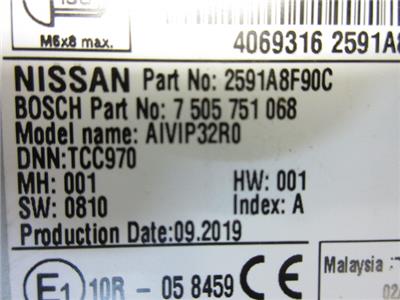 M6x8 max.
4069316 2591A8
NISSAN Part No: 2591A8F90C
BOSCH Part No: 7 505 751 068
Model name: AIVIP32R0
DNN:TCC970
MH: 001 HW: 001
SW: 0810 Index: A
Production Date:09.2019
E1 10R - 05 8459 CE
Malaysia
02